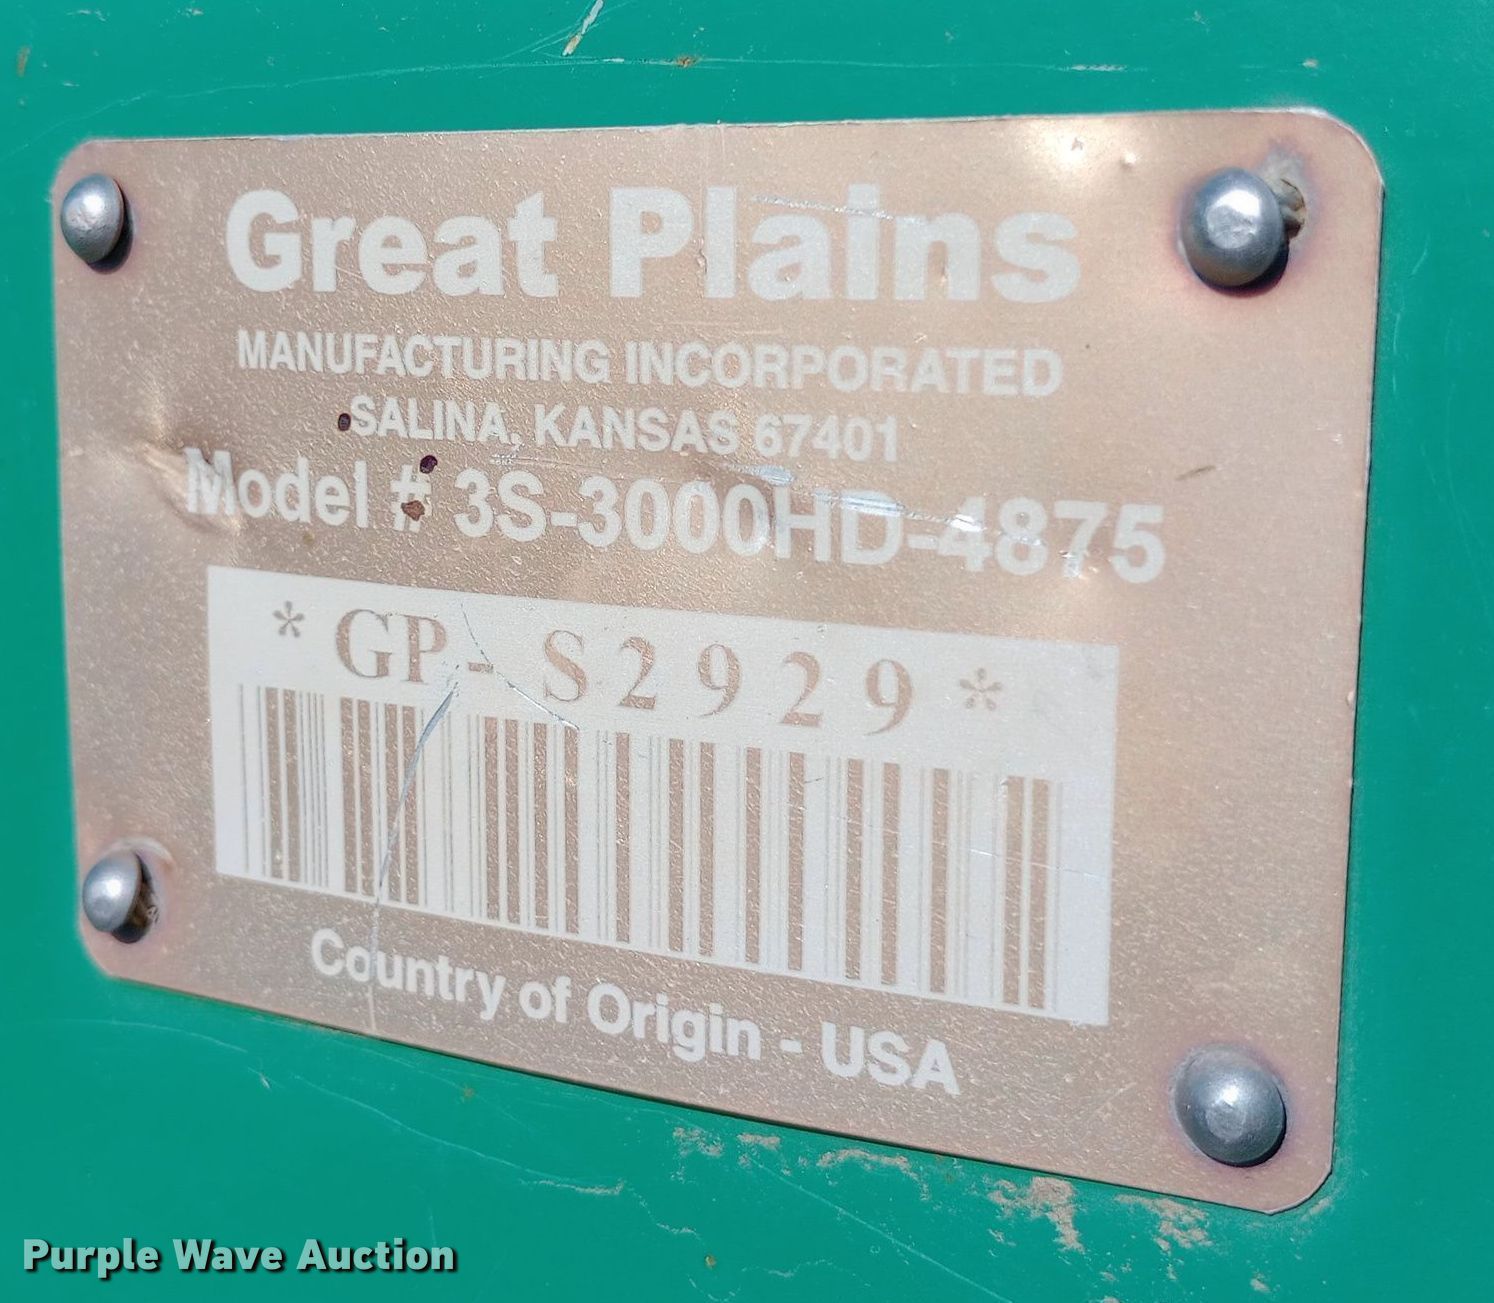 Great Plains
MANUFACTURING INCORPORATED
SALINA, KANSAS 67401
Model # 3S-3000HD-4875
*GP- S2929*
Country of Origin - USA
Purple Wave Auction